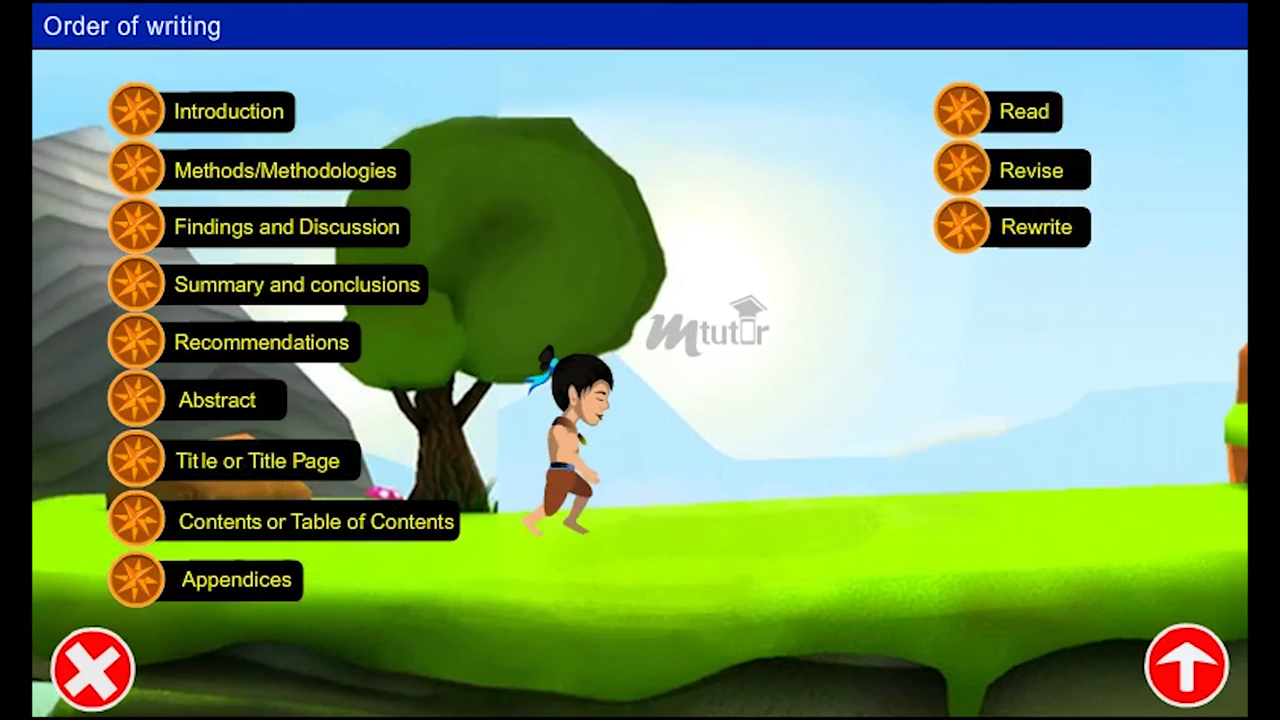 Order of writing
Introduction
Methods/Methodologies
Findings and Discussion
Summary and conclusions
Recommendations
Abstract
Title or Title Page
Contents or Table of Contents
Appendices
Read
Revise
Rewrite
Mtutor